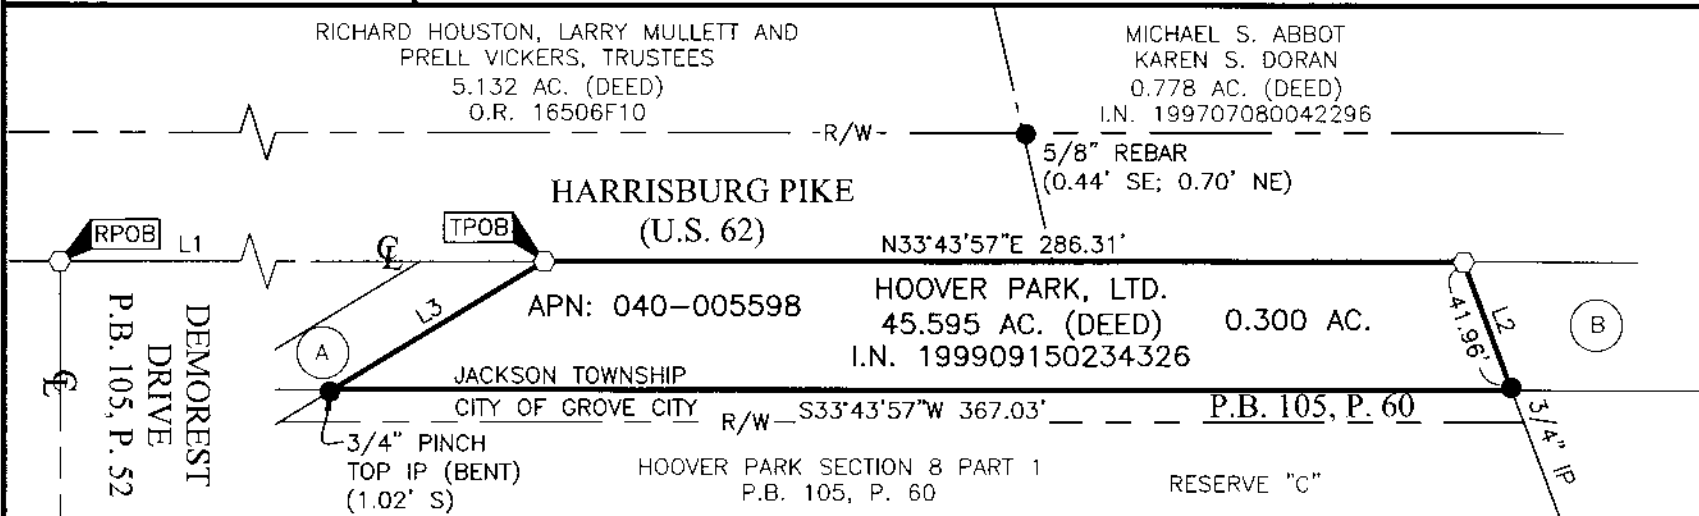 RICHARD HOUSTON, LARRY MULLETT AND
PRELL VICKERS, TRUSTEES
5.132 AC. (DEED)
O.R. 16506F10
MICHAEL S. ABBOT
KAREN S. DORAN
0.778 AC. (DEED)
I.N. 199707080042296
R/W
5/8" REBAR
(0.44' SE; 0.70' NE)
HARRISBURG PIKE
(U.S. 62)
RPOB
L1
CL
TPOB
N33°43'57"E 286.31'
L3
APN: 040-005598
HOOVER PARK, LTD.
45.595 AC. (DEED)
I.N. 199909150234326
0.300 AC.
L2
41.96'
A
B
DEMOREST
DRIVE
P.B. 105, P. 52
CL
JACKSON TOWNSHIP
CITY OF GROVE CITY
R/W
S33°43'57"W 367.03'
P.B. 105, P. 60
3/4" IP
3/4" PINCH
TOP IP (BENT)
(1.02' S)
HOOVER PARK SECTION 8 PART 1
P.B. 105, P. 60
RESERVE "C"